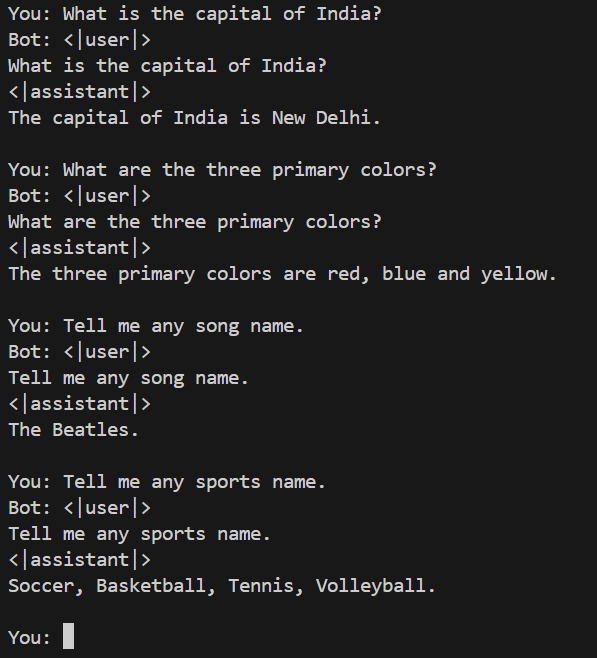 You: What is the capital of India?
Bot: <|user|>
What is the capital of India?
<|assistant|>
The capital of India is New Delhi.
You: What are the three primary colors?
Bot: <|user|>
What are the three primary colors?
<|assistant|>
The three primary colors are red, blue and yellow.
You: Tell me any song name.
Bot: <|user|>
Tell me any song name.
<|assistant|>
The Beatles.
You: Tell me any sports name.
Bot: <|user|>
Tell me any sports name.
<|assistant|>
Soccer, Basketball, Tennis, Volleyball.
You: